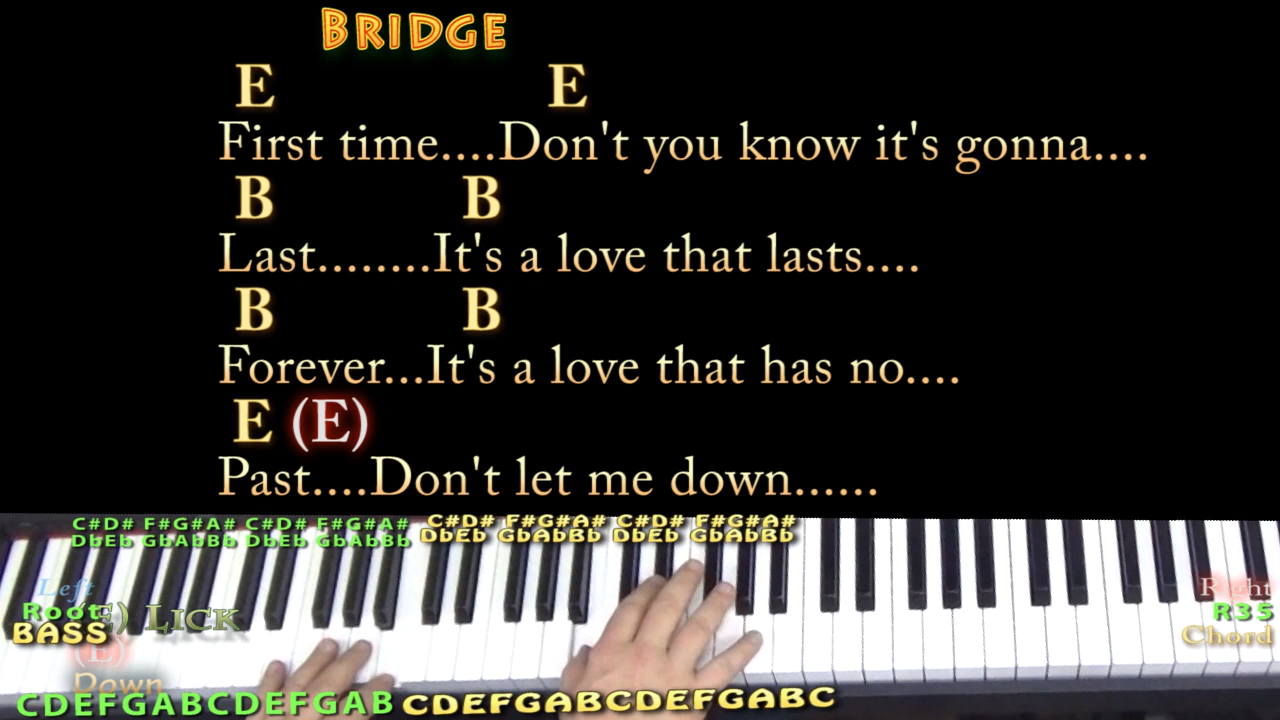 BRIDGE
E E
First time....Don't you know it's gonna....
B B
Last........It's a love that lasts....
B B
Forever...It's a love that has no....
E (E)
Past....Don't let me down......
C#D# F#G#A# C#D# F#G#A# C#D# F#G#A# C#D# F#G#A#
DbEb GbAbBb DbEb GbAbBb DbEb GbAbBb DbEb GbAbBb
Left
Root
BASS
(E) LICK
(E)
Down
Right
R35
Chord
CDEFGABCDEFGAB CDEFGABCDEFGABC